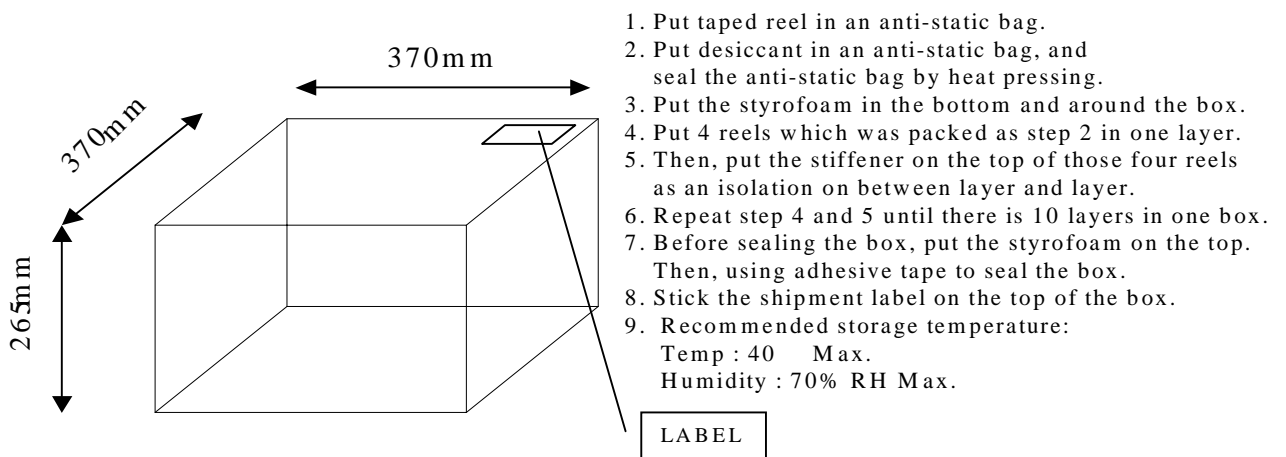 370mm
370mm
265mm
1. Put taped reel in an anti-static bag.
2. Put desiccant in an anti-static bag, and
seal the anti-static bag by heat pressing.
3. Put the styrofoam in the bottom and around the box.
4. Put 4 reels which was packed as step 2 in one layer.
5. Then, put the stiffener on the top of those four reels
as an isolation on between layer and layer.
6. Repeat step 4 and 5 until there is 10 layers in one box.
7. Before sealing the box, put the styrofoam on the top.
Then, using adhesive tape to seal the box.
8. Stick the shipment label on the top of the box.
9. Recommended storage temperature:
Temp : 40 Max.
Humidity : 70% RH Max.
LABEL